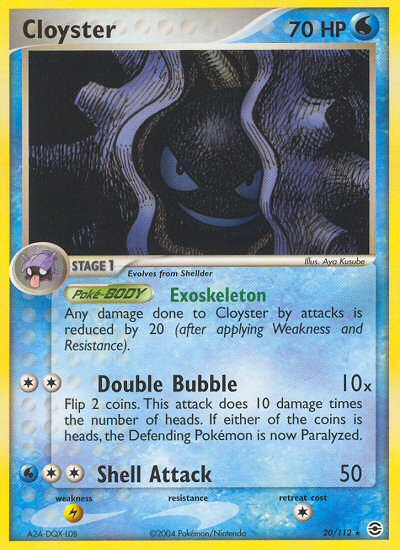 Cloyster 70 HP
Illus. Aya Kusube
STAGE 1
Evolves from Shellder
Poké-BODY Exoskeleton
Any damage done to Cloyster by attacks is
reduced by 20 (after applying Weakness and
Resistance).
Double Bubble 10x
Flip 2 coins. This attack does 10 damage times
the number of heads. If either of the coins is
heads, the Defending Pokémon is now Paralyzed.
Shell Attack 50
weakness resistance retreat cost
A2A-DQX-L0B ©2004 Pokémon/Nintendo 20/112 ★